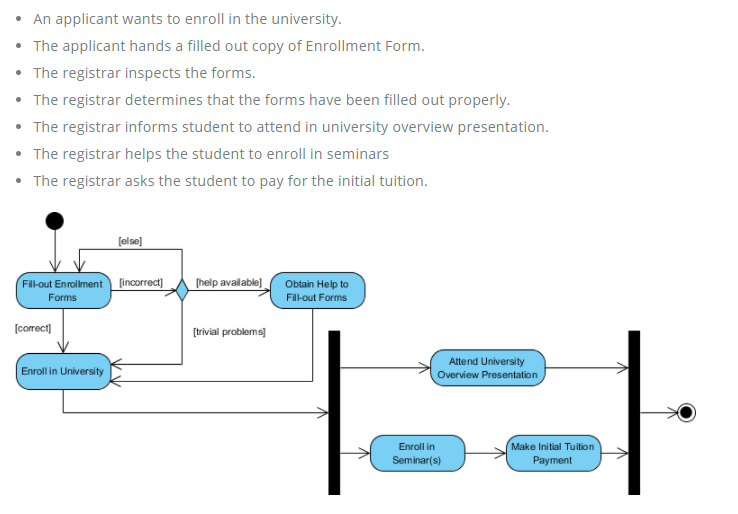 An applicant wants to enroll in the university.
The applicant hands a filled out copy of Enrollment Form.
The registrar inspects the forms.
The registrar determines that the forms have been filled out properly.
The registrar informs student to attend in university overview presentation.
The registrar helps the student to enroll in seminars
The registrar asks the student to pay for the initial tuition.
[else]
Fill-out Enrollment
Forms
[incorrect]
[help available]
Obtain Help to
Fill-out Forms
[correct]
[trivial problems]
Enroll in University
Attend University
Overview Presentation
Enroll in
Seminar(s)
Make Initial Tuition
Payment